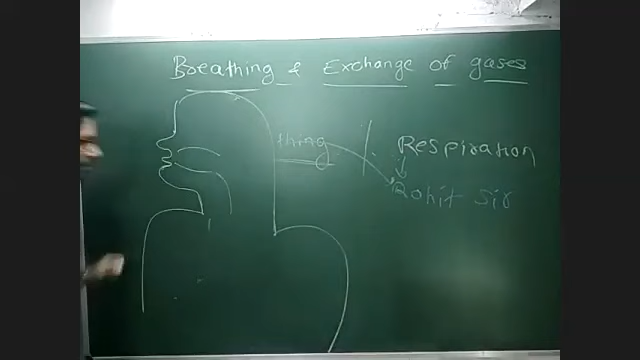 Breathing & Exchange of gases
thing
Respiration
Rohit Sir